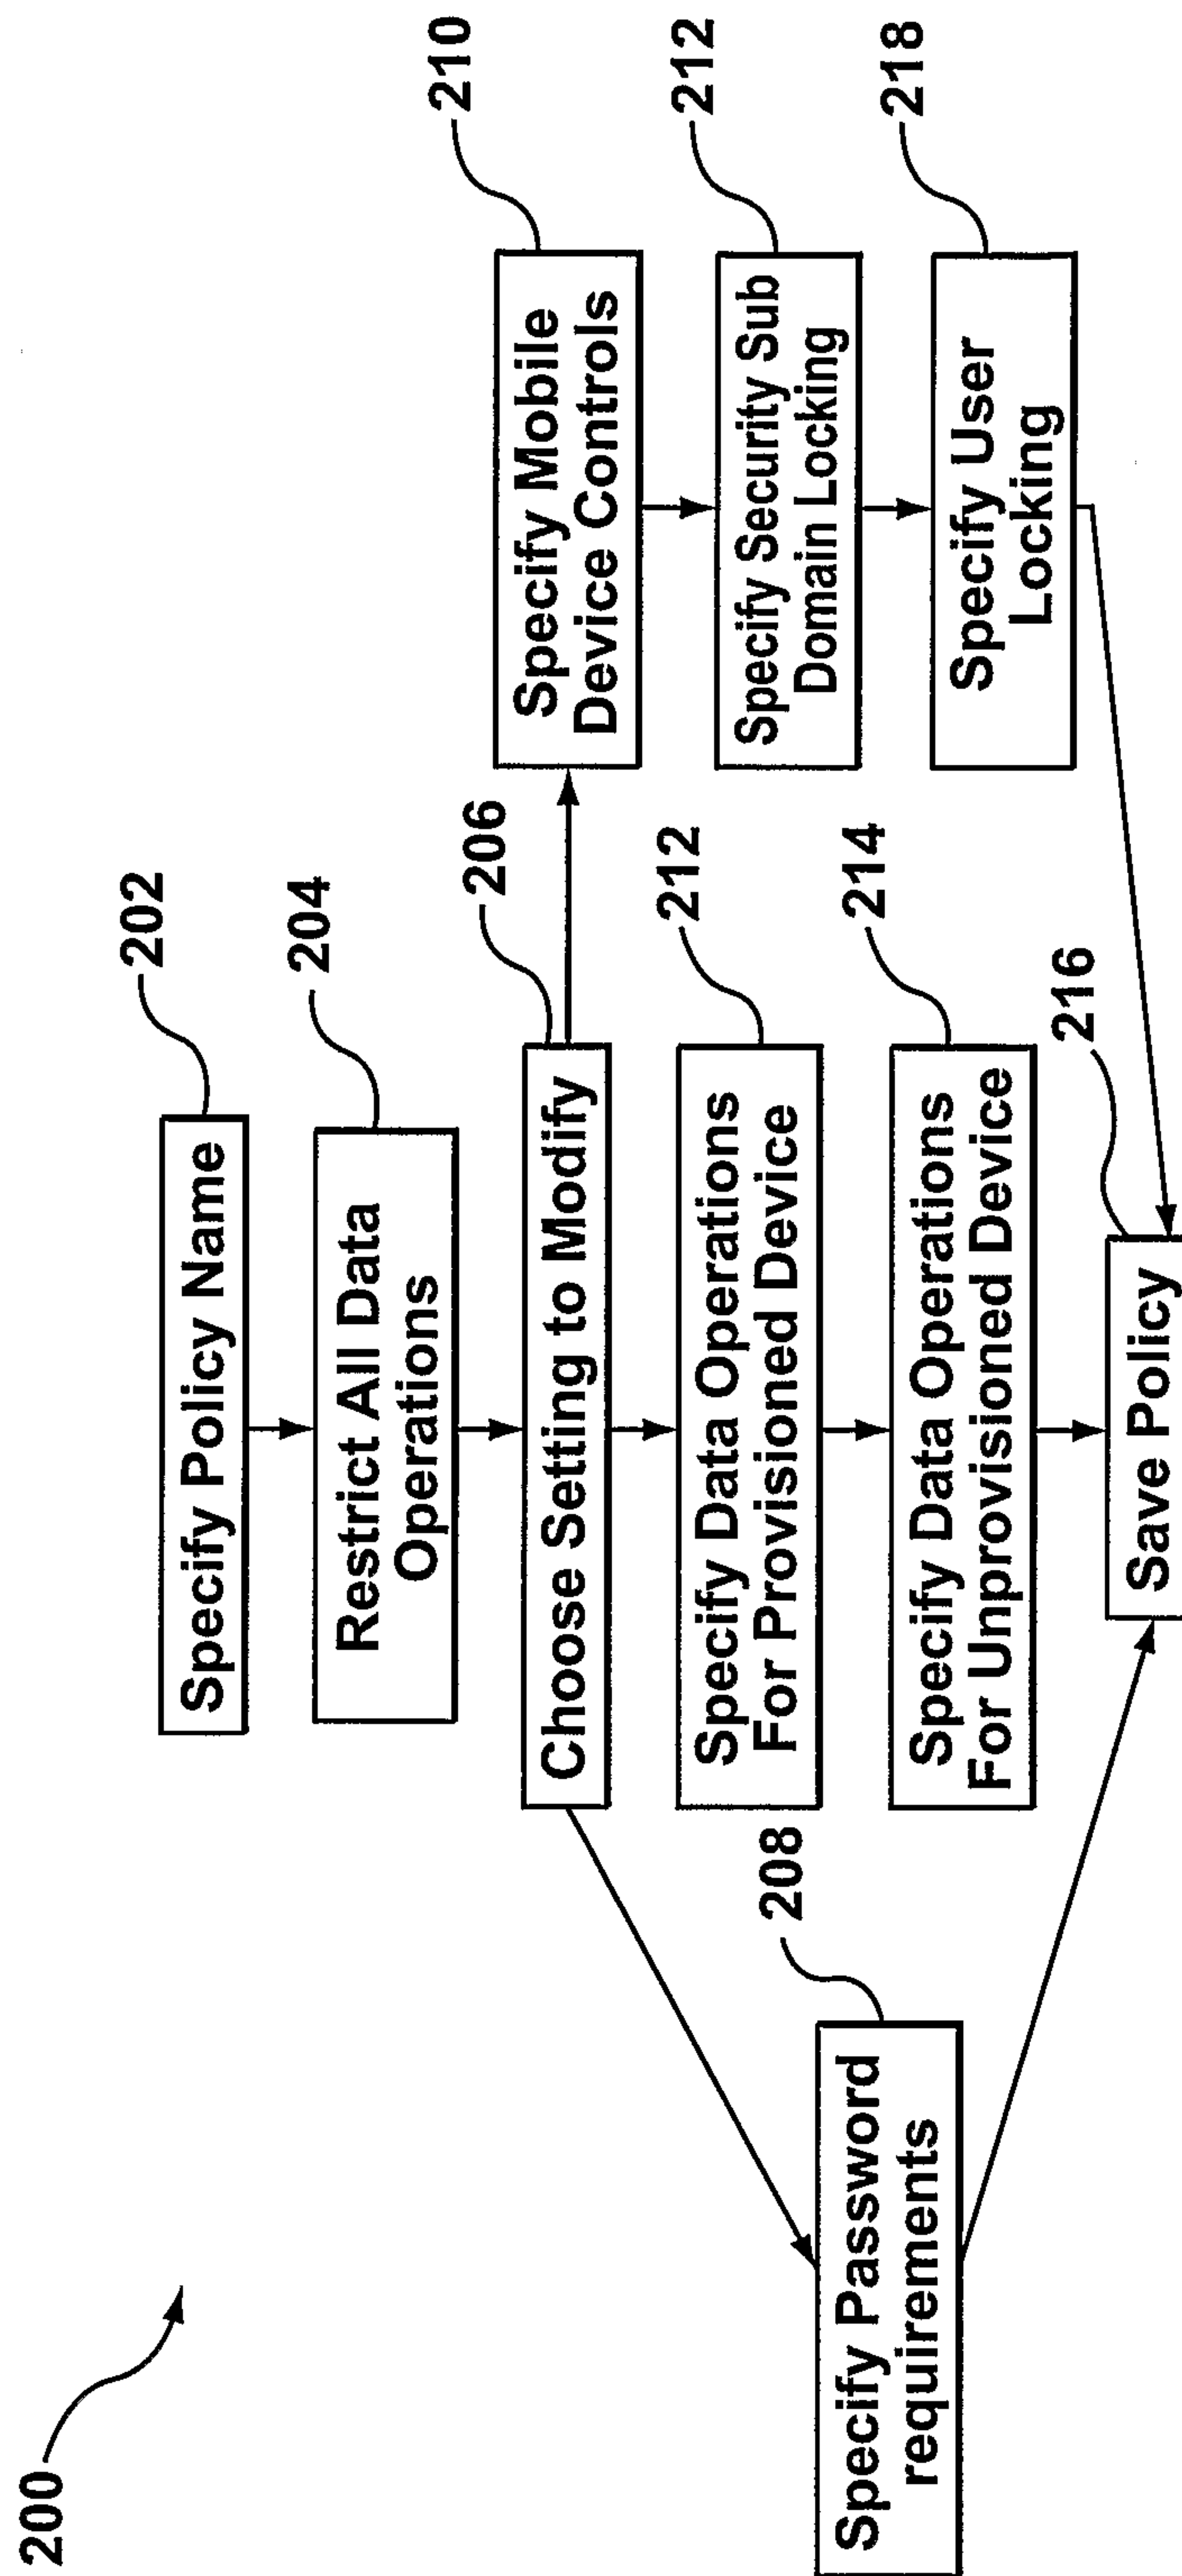 200
202
Specify Policy Name
204
Restrict All Data
Operations
206
Choose Setting to Modify
208
Specify Password
requirements
212
Specify Data Operations
For Provisioned Device
214
Specify Data Operations
For Unprovisioned Device
210
Specify Mobile
Device Controls
212
Specify Security Sub
Domain Locking
218
Specify User
Locking
216
Save Policy